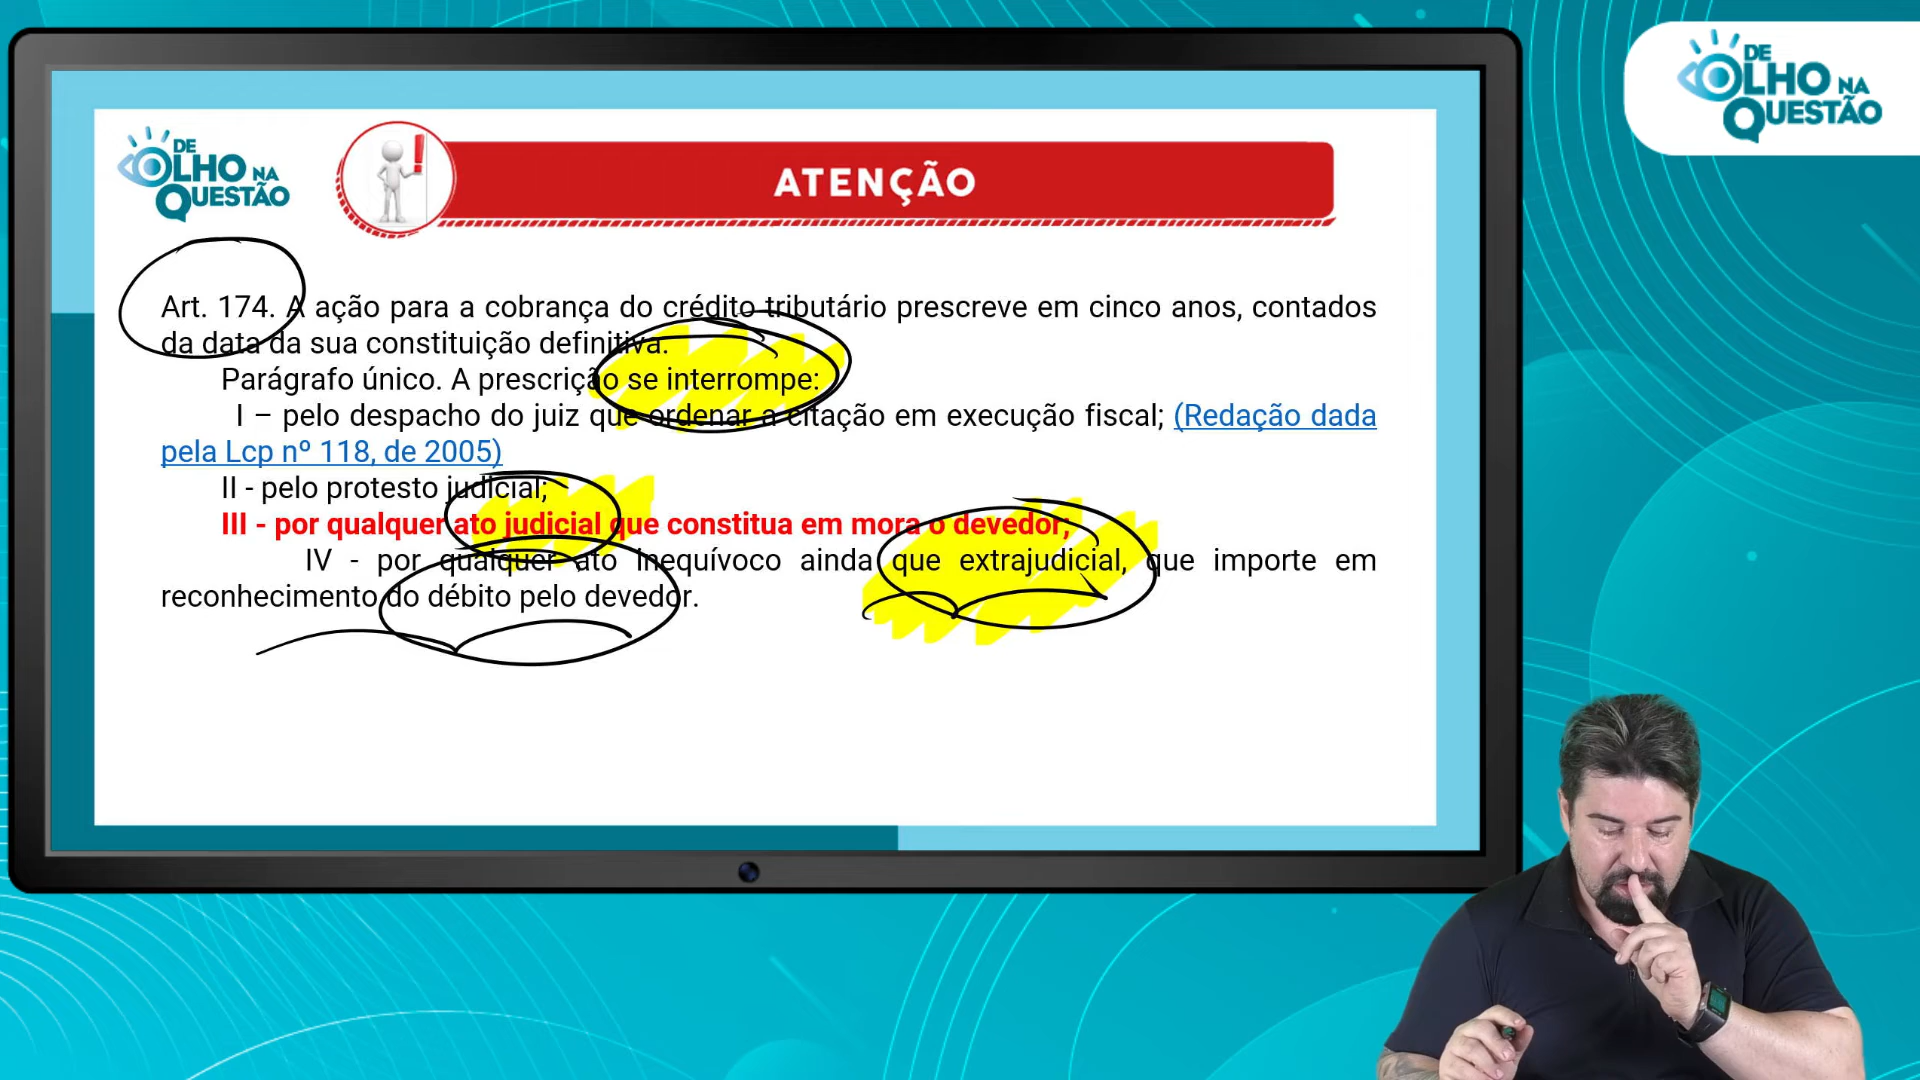 DE
OLHO NA
QUESTÃO
DE
OLHO NA
QUESTÃO
ATENÇÃO
Art. 174. A ação para a cobrança do crédito tributário prescreve em cinco anos, contados
da data da sua constituição definitiva.
Parágrafo único. A prescrição se interrompe:
I – pelo despacho do juiz que ordenar a citação em execução fiscal; (Redação dada
pela Lcp nº 118, de 2005)
II - pelo protesto judicial;
III - por qualquer ato judicial que constitua em mora o devedor;
IV - por qualquer ato inequívoco ainda que extrajudicial, que importe em
reconhecimento do débito pelo devedor.